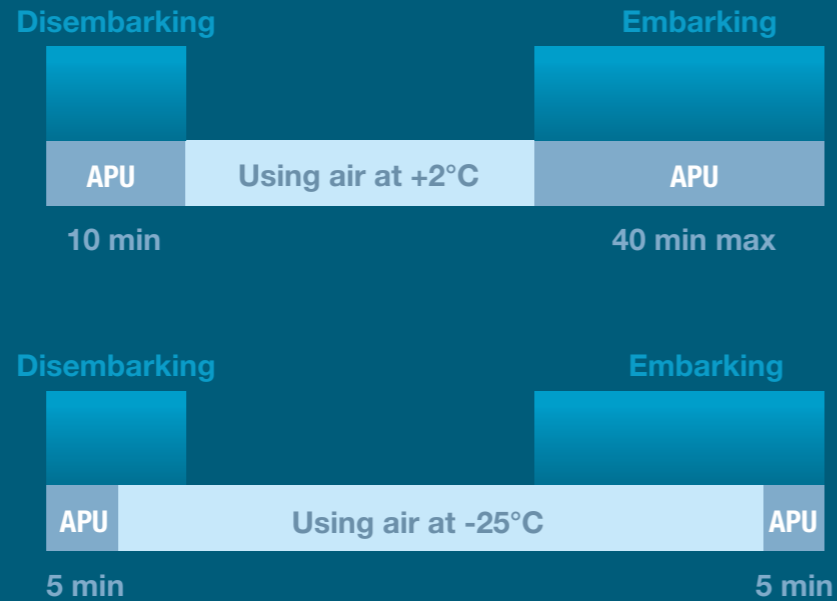 Disembarking Embarking
APU Using air at +2°C APU
10 min 40 min max
Disembarking Embarking
APU Using air at -25°C APU
5 min 5 min